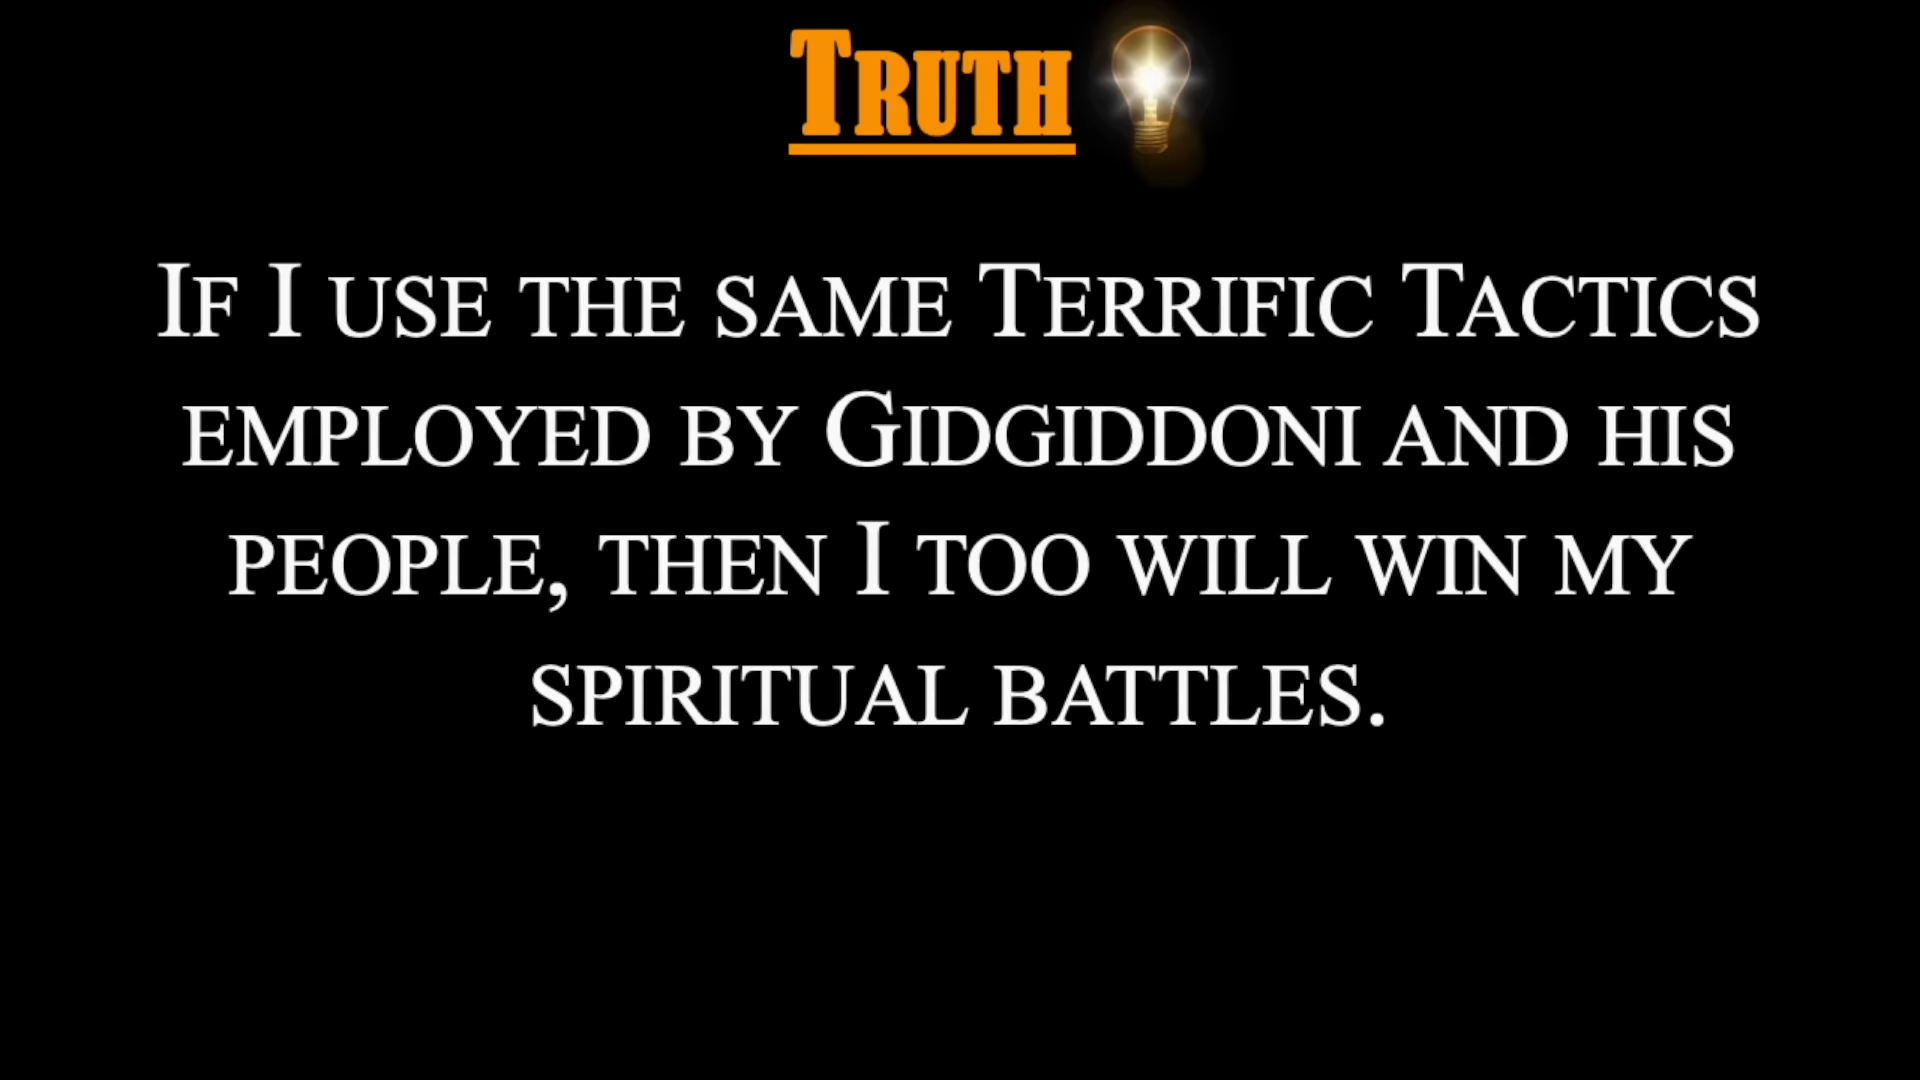 Truth
If I use the same Terrific Tactics
employed by Gidgiddoni and his
people, then I too will win my
spiritual battles.